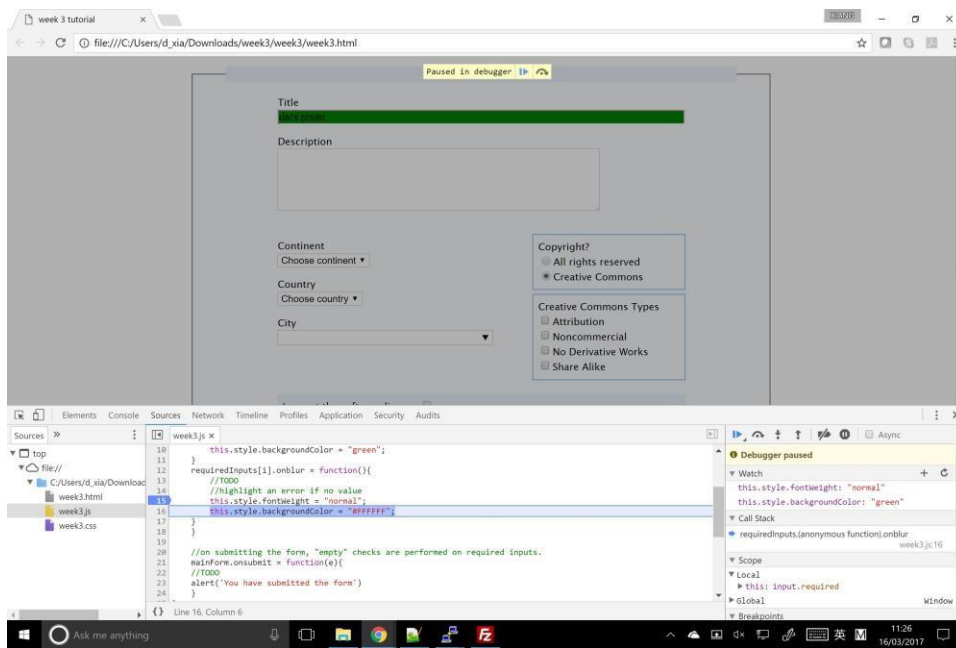 week 3 tutorial
XIANG
file:///C:/Users/d_xia/Downloads/week3/week3/week3.html
Paused in debugger
Title
dai's photo
Description
Continent
Choose continent
Country
Choose country
City
Copyright?
All rights reserved
Creative Commons
Creative Commons Types
Attribution
Noncommercial
No Derivative Works
Share Alike
Elements Console Sources Network Timeline Profiles Application Security Audits
Sources
week3.js
Async
top
file://
C:/Users/d_xia/Download
week3.html
week3.js
week3.css
10 this.style.backgroundColor = "green";
11 }
12 requiredInputs[i].onblur = function(){
13 //TODO
14 //highlight an error if no value
15 this.style.fontWeight = "normal";
16 this.style.backgroundColor = "#FFFFFF";
17 }
18 }
19
20 //on submitting the form, "empty" checks are performed on required inputs.
21 mainForm.onsubmit = function(e){
22 //TODO
23 alert('You have submitted the form')
24 }
{} Line 16, Column 6
Debugger paused
Watch
this.style.fontWeight: "normal"
this.style.backgroundColor: "green"
Call Stack
requiredInputs.(anonymous function).onblur
week3.js:16
Scope
Local
this: input.required
Global Window
Breakpoints
Ask me anything
英
11:26
16/03/2017